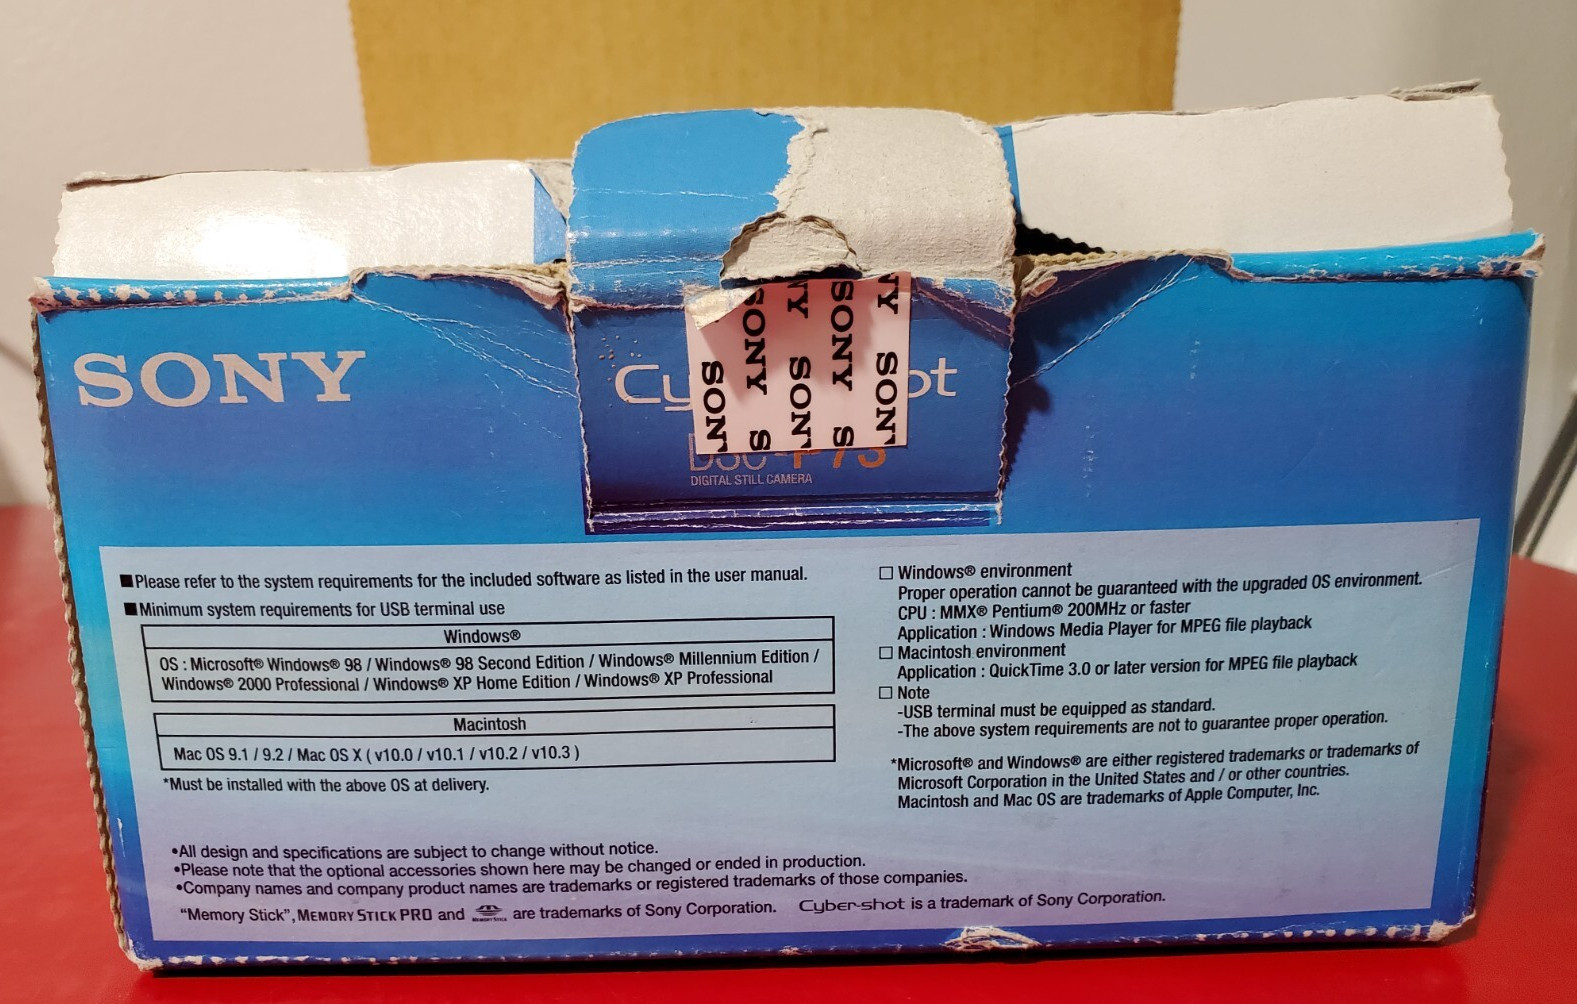 SONY
SONY SONY SONY
DIGITAL STILL CAMERA
■Please refer to the system requirements for the included software as listed in the user manual.
■Minimum system requirements for USB terminal use
Windows®
OS : Microsoft® Windows® 98 / Windows® 98 Second Edition / Windows® Millennium Edition /
Windows® 2000 Professional / Windows® XP Home Edition / Windows® XP Professional
Macintosh
Mac OS 9.1 / 9.2 / Mac OS X ( v10.0 / v10.1 / v10.2 / v10.3 )
*Must be installed with the above OS at delivery.
□ Windows® environment
Proper operation cannot be guaranteed with the upgraded OS environment.
CPU : MMX® Pentium® 200MHz or faster
Application : Windows Media Player for MPEG file playback
□ Macintosh environment
Application : QuickTime 3.0 or later version for MPEG file playback
□ Note
-USB terminal must be equipped as standard.
-The above system requirements are not to guarantee proper operation.
*Microsoft® and Windows® are either registered trademarks or trademarks of
Microsoft Corporation in the United States and / or other countries.
Macintosh and Mac OS are trademarks of Apple Computer, Inc.
•All design and specifications are subject to change without notice.
•Please note that the optional accessories shown here may be changed or ended in production.
•Company names and company product names are trademarks or registered trademarks of those companies.
“Memory Stick”, MEMORY STICK PRO and MEMORY STICK are trademarks of Sony Corporation. Cyber-shot is a trademark of Sony Corporation.